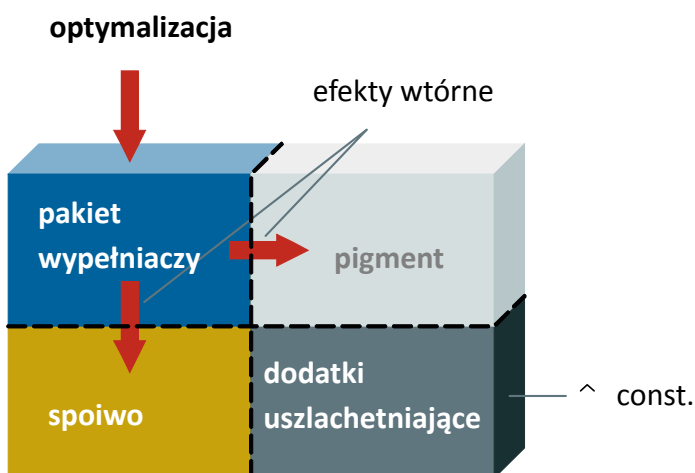 optymalizacja
efekty wtórne
pakiet
wypełniaczy
pigment
spoiwo
dodatki
uszlachetniające
^ const.